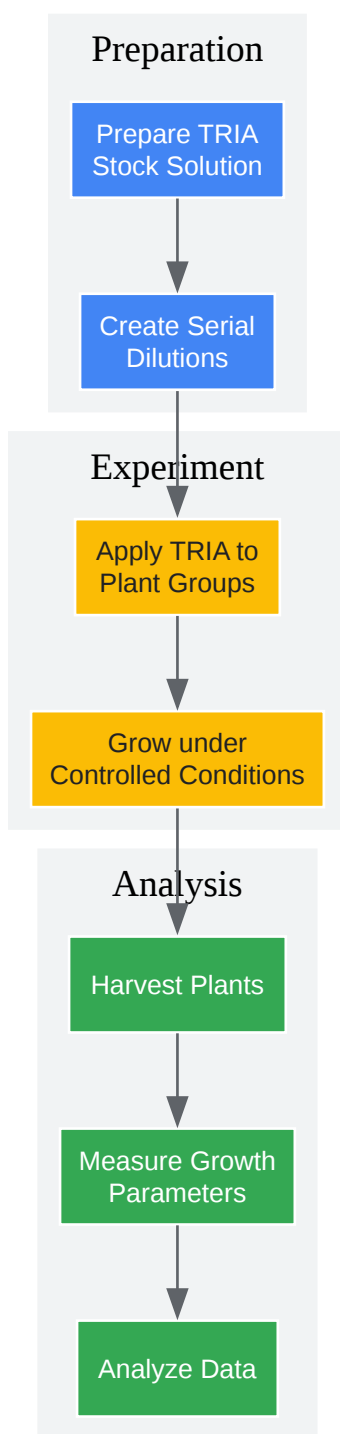 Preparation
Prepare TRIA
Stock Solution
Create Serial
Dilutions
Experiment
Apply TRIA to
Plant Groups
Grow under
Controlled Conditions
Analysis
Harvest Plants
Measure Growth
Parameters
Analyze Data